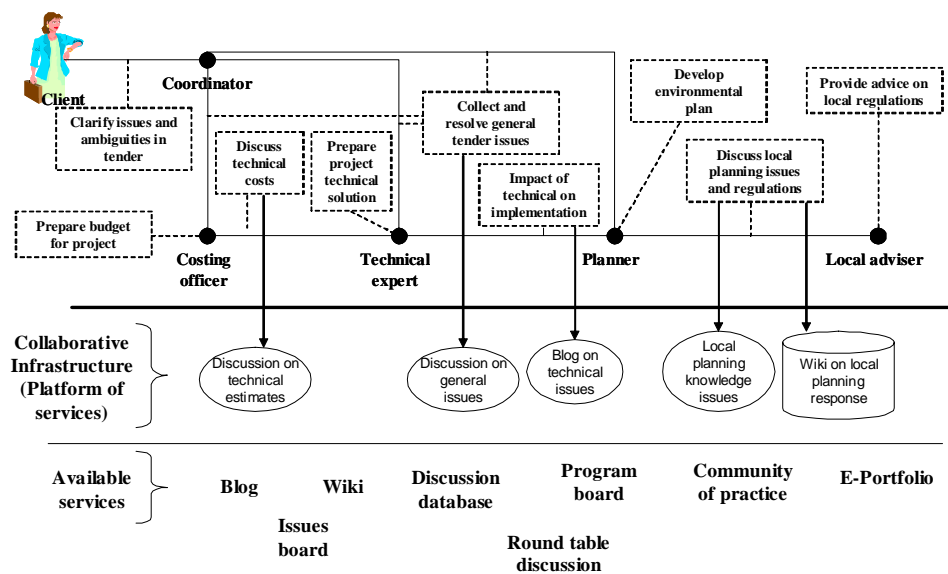 Client
Coordinator
Clarify issues and
ambiguities in
tender
Discuss
technical
costs
Prepare
project
technical
solution
Collect and
resolve general
tender issues
Develop
environmental
plan
Provide advice on
local regulations
Impact of
technical on
implementation
Discuss local
planning issues
and regulations
Prepare budget
for project
Costing
officer
Technical
expert
Planner
Local adviser
Collaborative
Infrastructure
(Platform of
services)
Discussion on
technical
estimates
Discussion on
general
issues
Blog on
technical
issues
Local
planning
knowledge
issues
Wiki on local
planning
response
Available
services
Blog
Wiki
Discussion
database
Program
board
Community
of practice
E-Portfolio
Issues
board
Round table
discussion